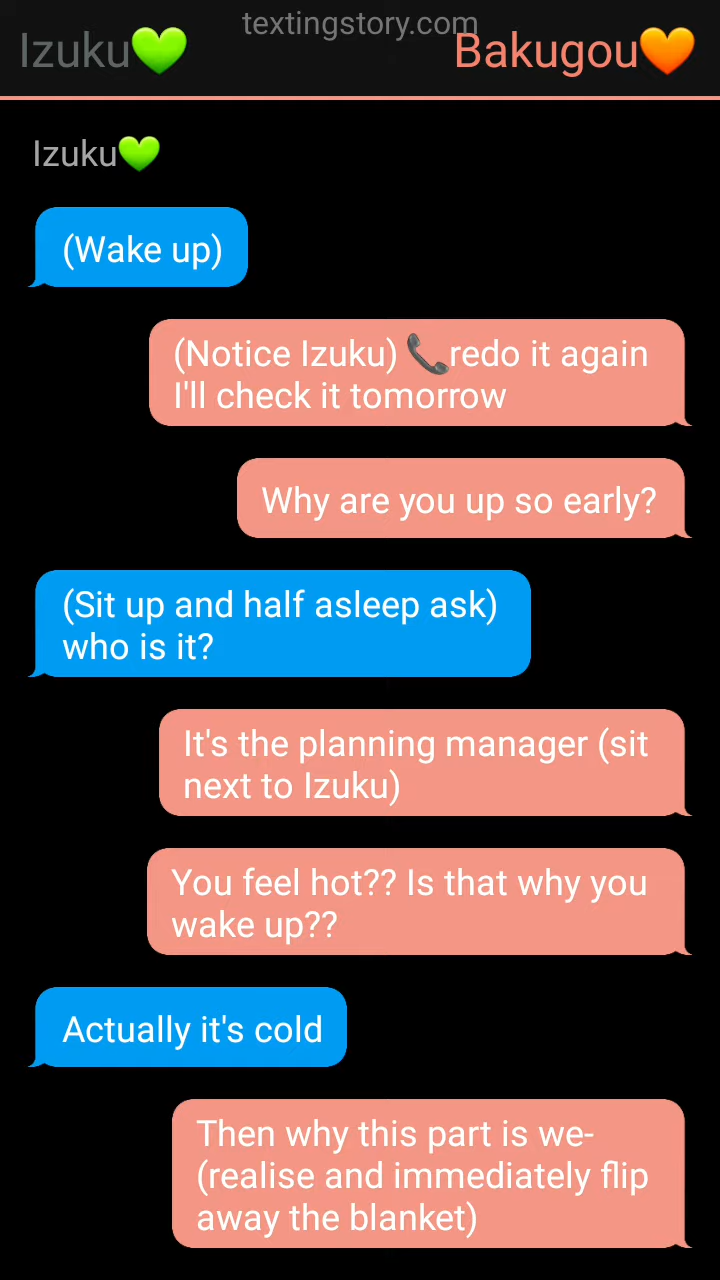 textingstory.com
Izuku💚 Bakugou🧡
Izuku💚
(Wake up)
(Notice Izuku) 📞redo it again
I'll check it tomorrow
Why are you up so early?
(Sit up and half asleep ask)
who is it?
It's the planning manager (sit
next to Izuku)
You feel hot?? Is that why you
wake up??
Actually it's cold
Then why this part is we-
(realise and immediately flip
away the blanket)